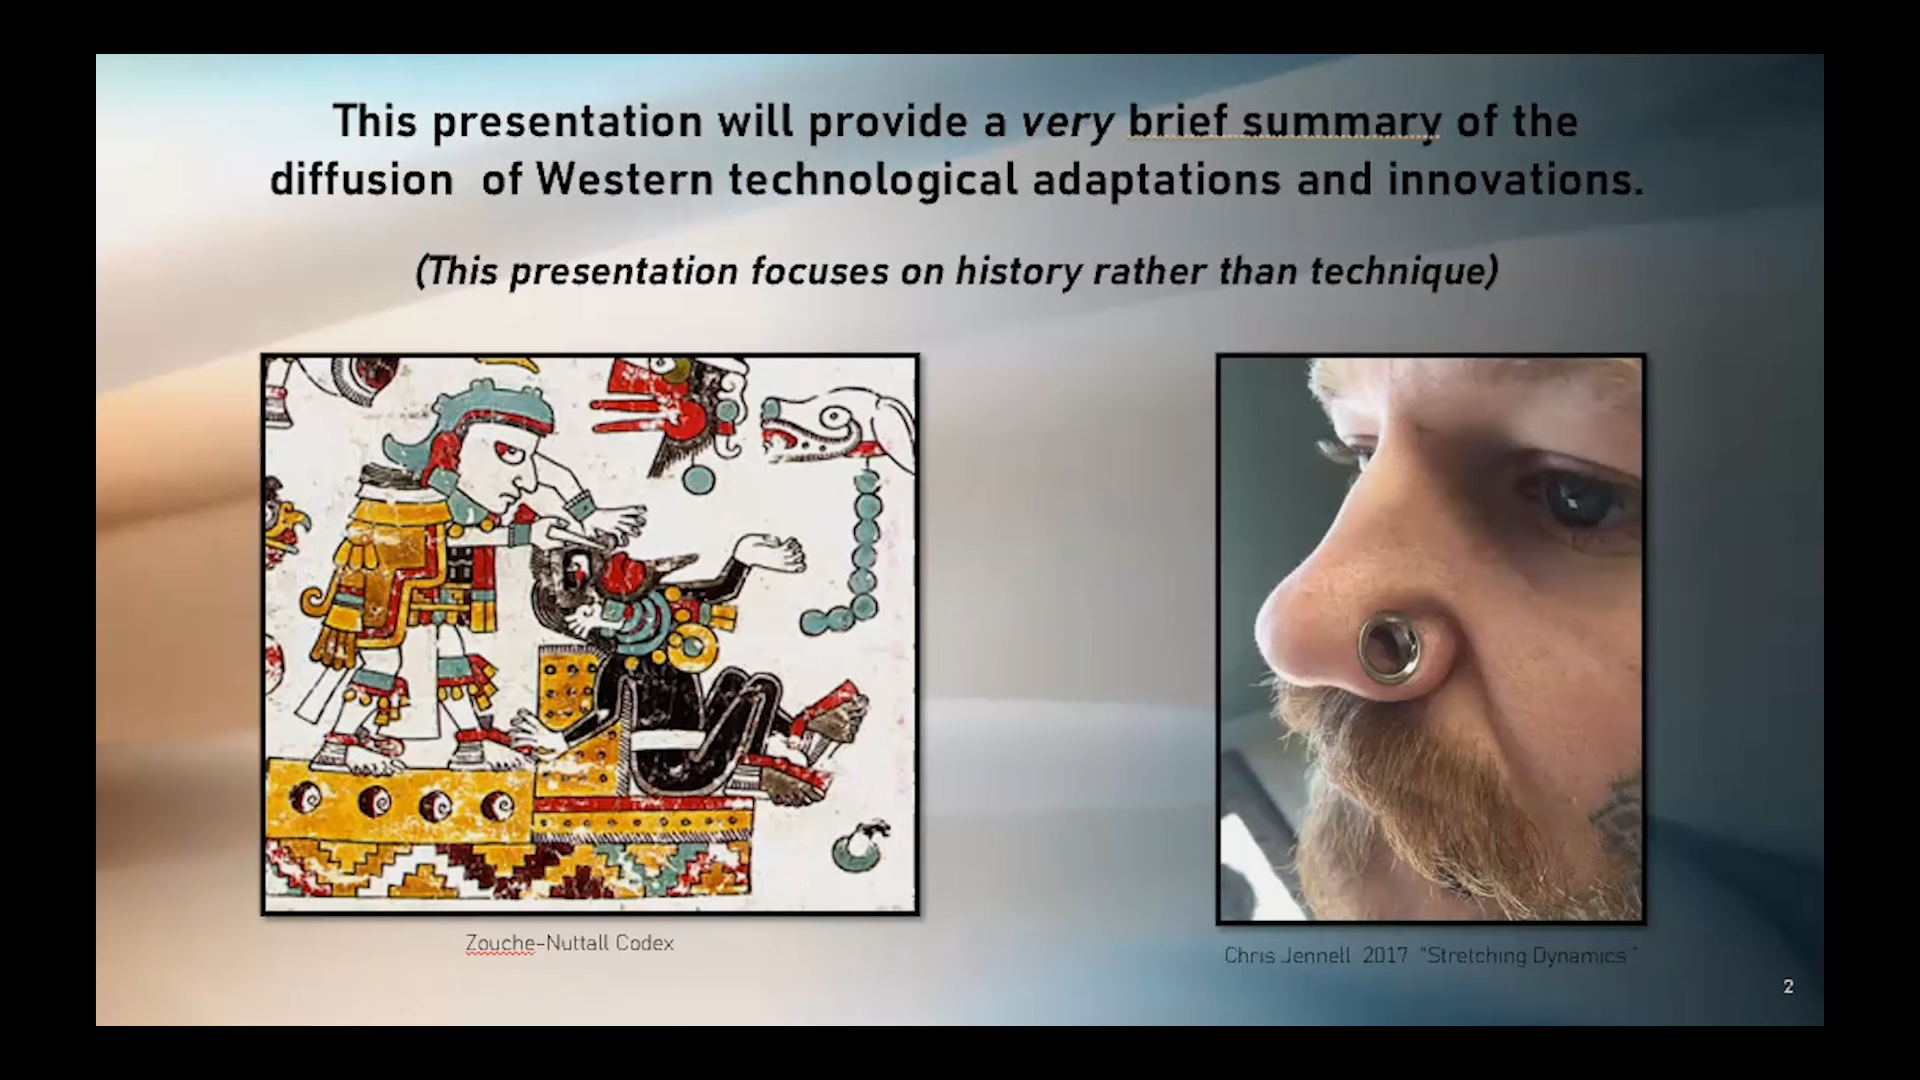 This presentation will provide a very brief summary of the
diffusion  of Western technological adaptations and innovations.
(This presentation focuses on history rather than technique)
Zouche-Nuttall Codex
Chris Jennell  2017  "Stretching Dynamics "
2